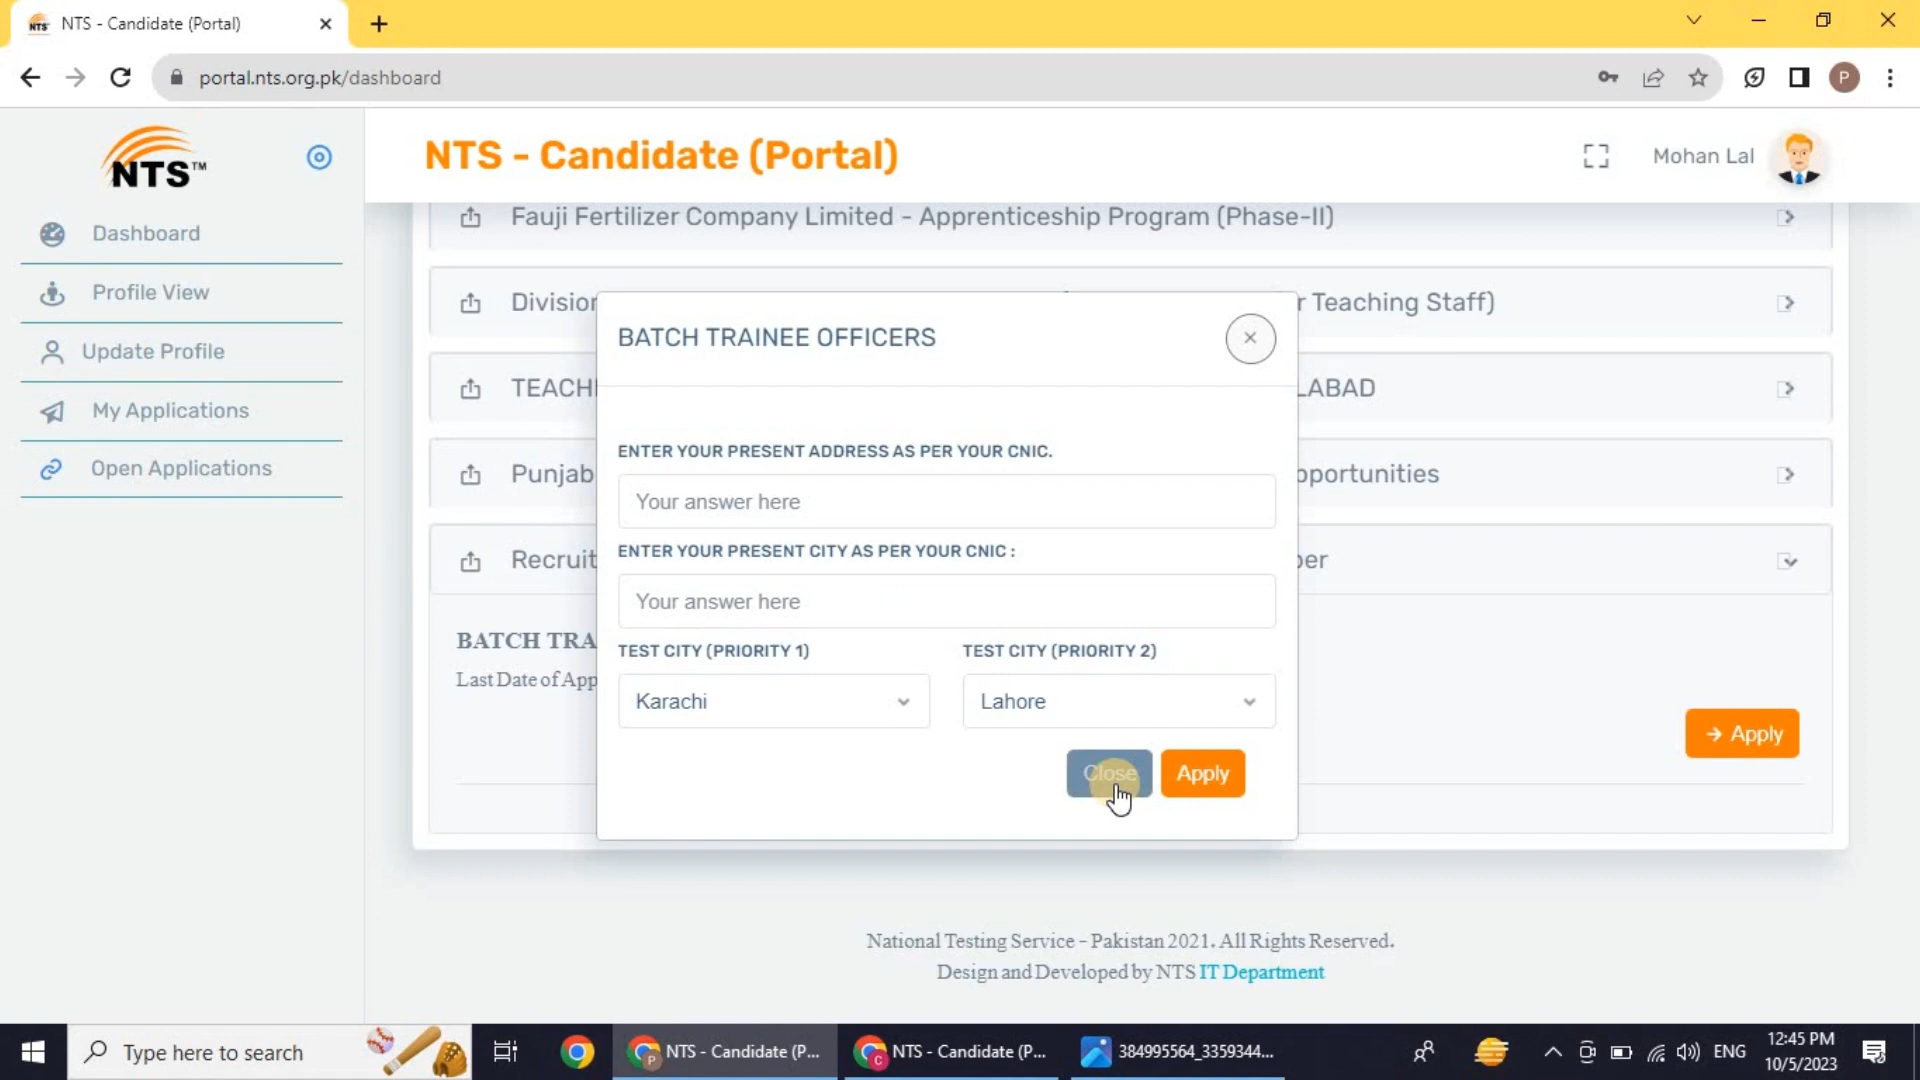 NTS - Candidate (Portal)
portal.nts.org.pk/dashboard
P
NTS™
NTS - Candidate (Portal)
Mohan Lal
Dashboard
Profile View
Update Profile
My Applications
Open Applications
Fauji Fertilizer Company Limited - Apprenticeship Program (Phase-II)
Division r Teaching Staff)
TEACH LABAD
Punjab pportunities
Recruit er
BATCH TRA
Last Date of App
Apply
BATCH TRAINEE OFFICERS
ENTER YOUR PRESENT ADDRESS AS PER YOUR CNIC.
Your answer here
ENTER YOUR PRESENT CITY AS PER YOUR CNIC :
Your answer here
TEST CITY (PRIORITY 1) TEST CITY (PRIORITY 2)
Karachi Lahore
Close Apply
National Testing Service - Pakistan 2021. All Rights Reserved.
Design and Developed by NTS IT Department
Type here to search
NTS - Candidate (P...
NTS - Candidate (P...
384995564_3359344...
ENG
12:45 PM
10/5/2023